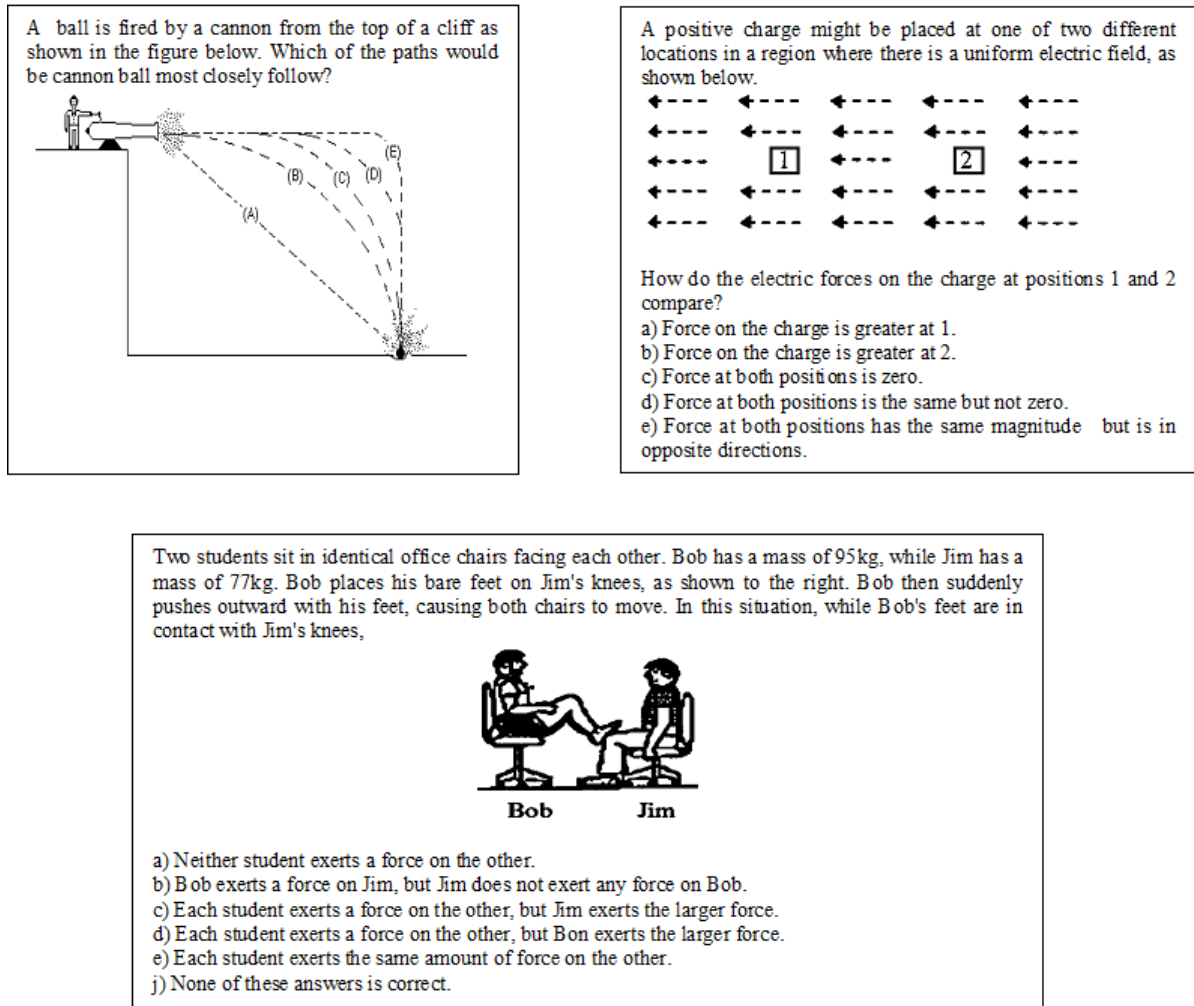 A ball is fired by a cannon from the top of a cliff as
shown in the figure below. Which of the paths would
be cannon ball most closely follow?
(E)
(B)
(C)
(D)
(A)
A positive charge might be placed at one of two different
locations in a region where there is a uniform electric field, as
shown below.
1
2
How do the electric forces on the charge at positions 1 and 2
compare?
a) Force on the charge is greater at 1.
b) Force on the charge is greater at 2.
c) Force at both positions is zero.
d) Force at both positions is the same but not zero.
e) Force at both positions has the same magnitude but is in
opposite directions.
Two students sit in identical office chairs facing each other. Bob has a mass of 95kg, while Jim has a
mass of 77kg. Bob places his bare feet on Jim's knees, as shown to the right. Bob then suddenly
pushes outward with his feet, causing both chairs to move. In this situation, while Bob's feet are in
contact with Jim's knees,
Bob
Jim
a) Neither student exerts a force on the other.
b) Bob exerts a force on Jim, but Jim does not exert any force on Bob.
c) Each student exerts a force on the other, but Jim exerts the larger force.
d) Each student exerts a force on the other, but Bon exerts the larger force.
e) Each student exerts the same amount of force on the other.
j) None of these answers is correct.